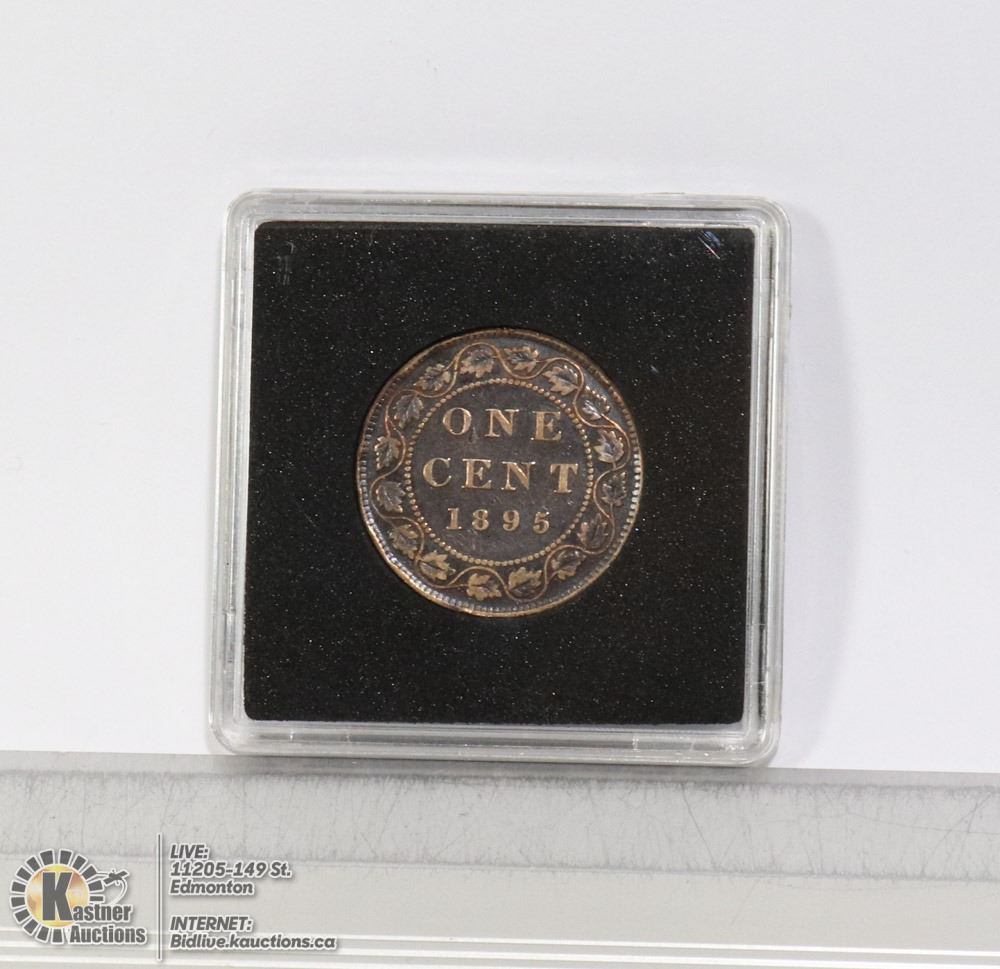 ONE
CENT
1895
Kastner
Auctions
LIVE:
11205-149 St.
Edmonton
INTERNET:
Bidlive.kauctions.ca